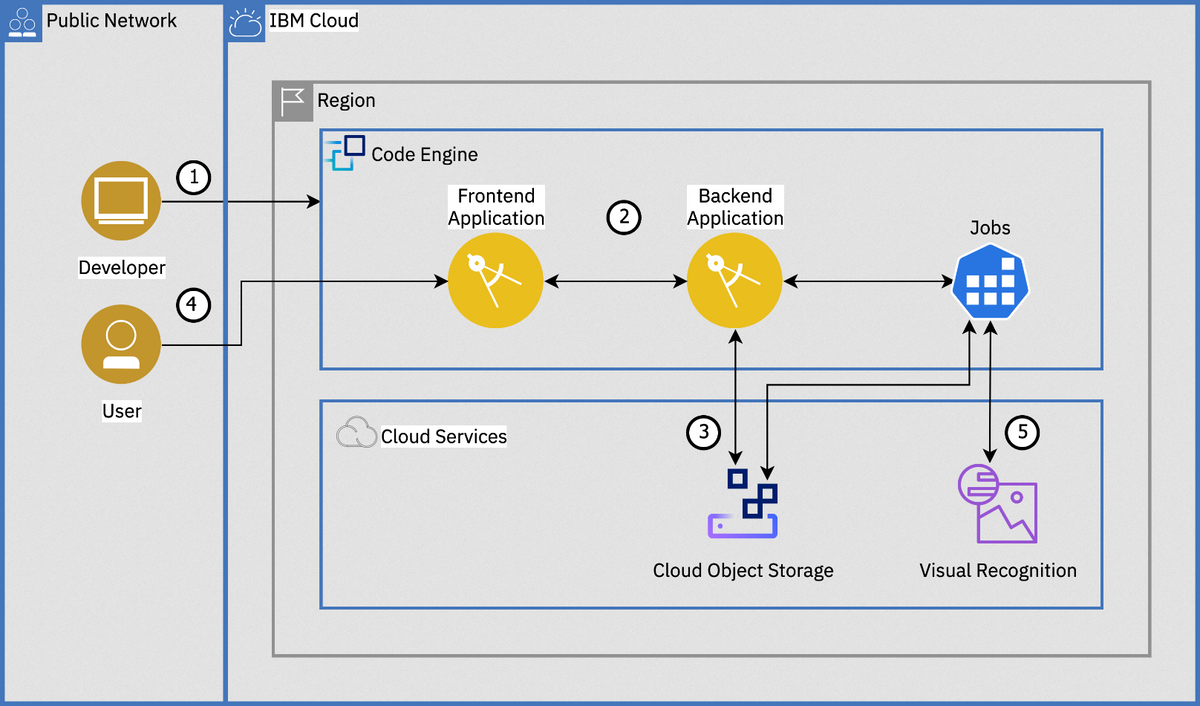 Public Network
IBM Cloud
Region
Code Engine
1
Developer
4
User
Frontend
Application
2
Backend
Application
Jobs
Cloud Services
3
5
Cloud Object Storage
Visual Recognition